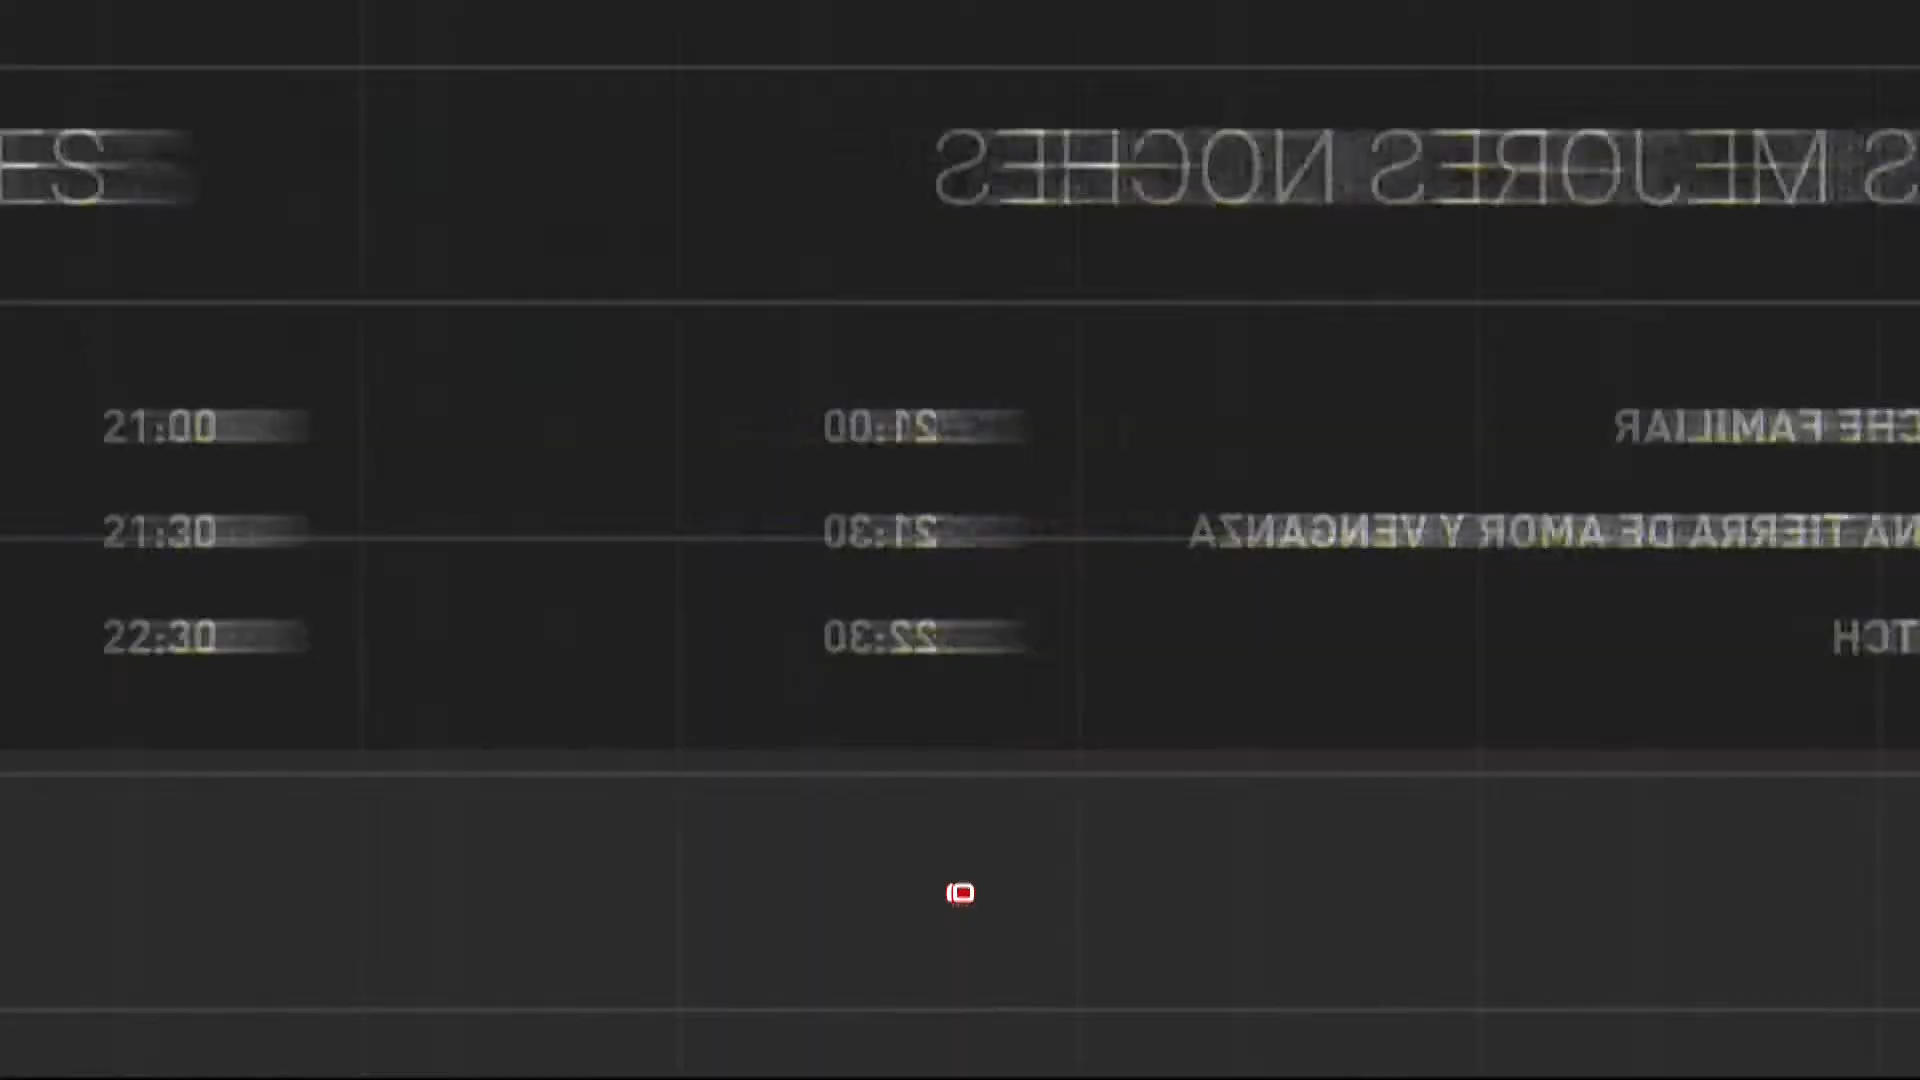 ES S MEJORES NOCHES
21:00 21:00 CHE FAMILIAR
21:30 21:30 NA TIERRA DE AMOR Y VENGANZA
22:30 22:30 TCH